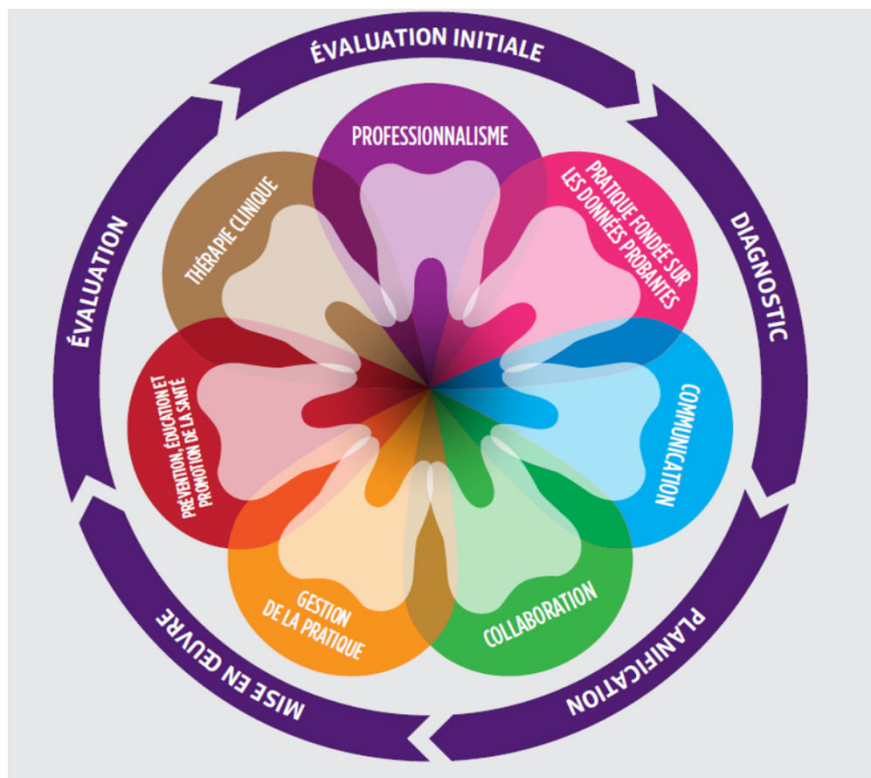 ÉVALUATION INITIALE
DIAGNOSTIC
PLANIFICATION
MISE EN ŒUVRE
ÉVALUATION
PROFESSIONNALISME
PRATIQUE FONDÉE SUR
LES DONNÉES PROBANTES
COMMUNICATION
COLLABORATION
GESTION
DE LA PRATIQUE
PRÉVENTION, ÉDUCATION ET
PROMOTION DE LA SANTÉ
THÉRAPIE CLINIQUE